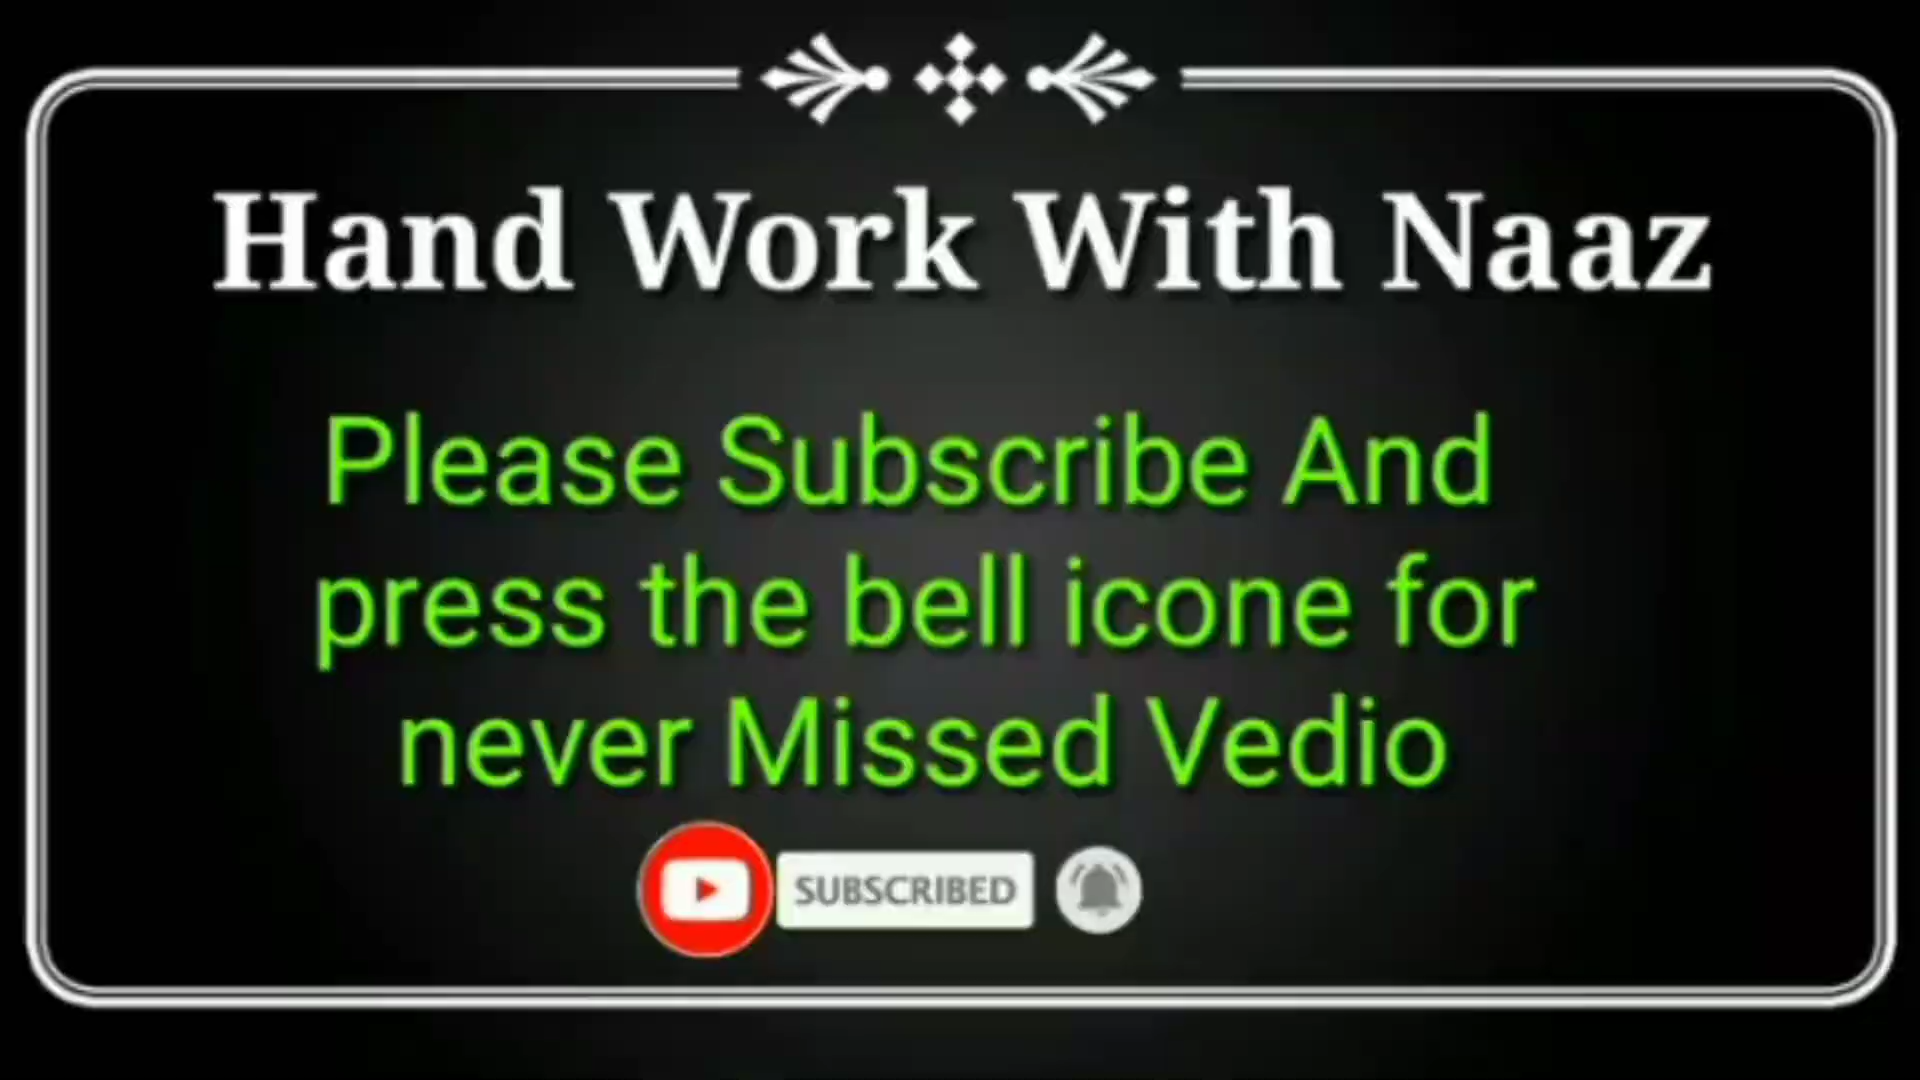 Hand Work With Naaz
Please Subscribe And
press the bell icone for
never Missed Vedio
SUBSCRIBED